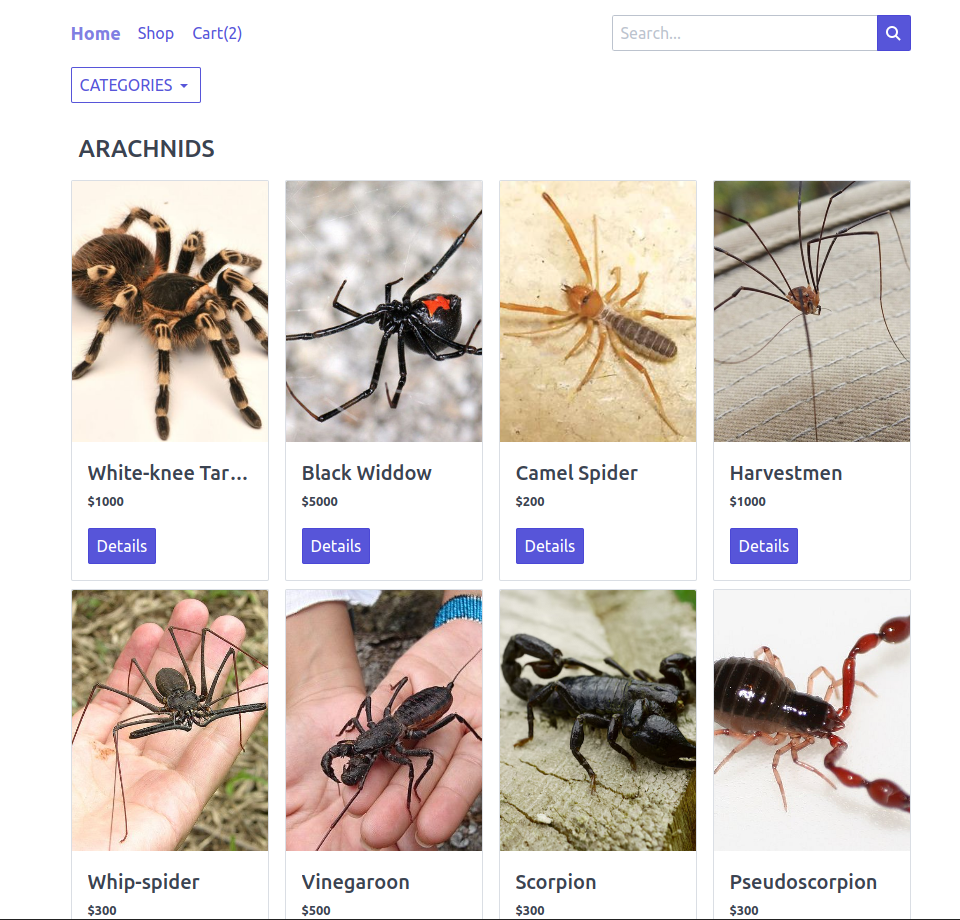 Home Shop Cart(2) Search...
CATEGORIES
ARACHNIDS
White-knee Tar... Black Widdow Camel Spider Harvestmen
$1000 $5000 $200 $1000
Details Details Details Details
Whip-spider Vinegaroon Scorpion Pseudoscorpion
$300 $500 $300 $300